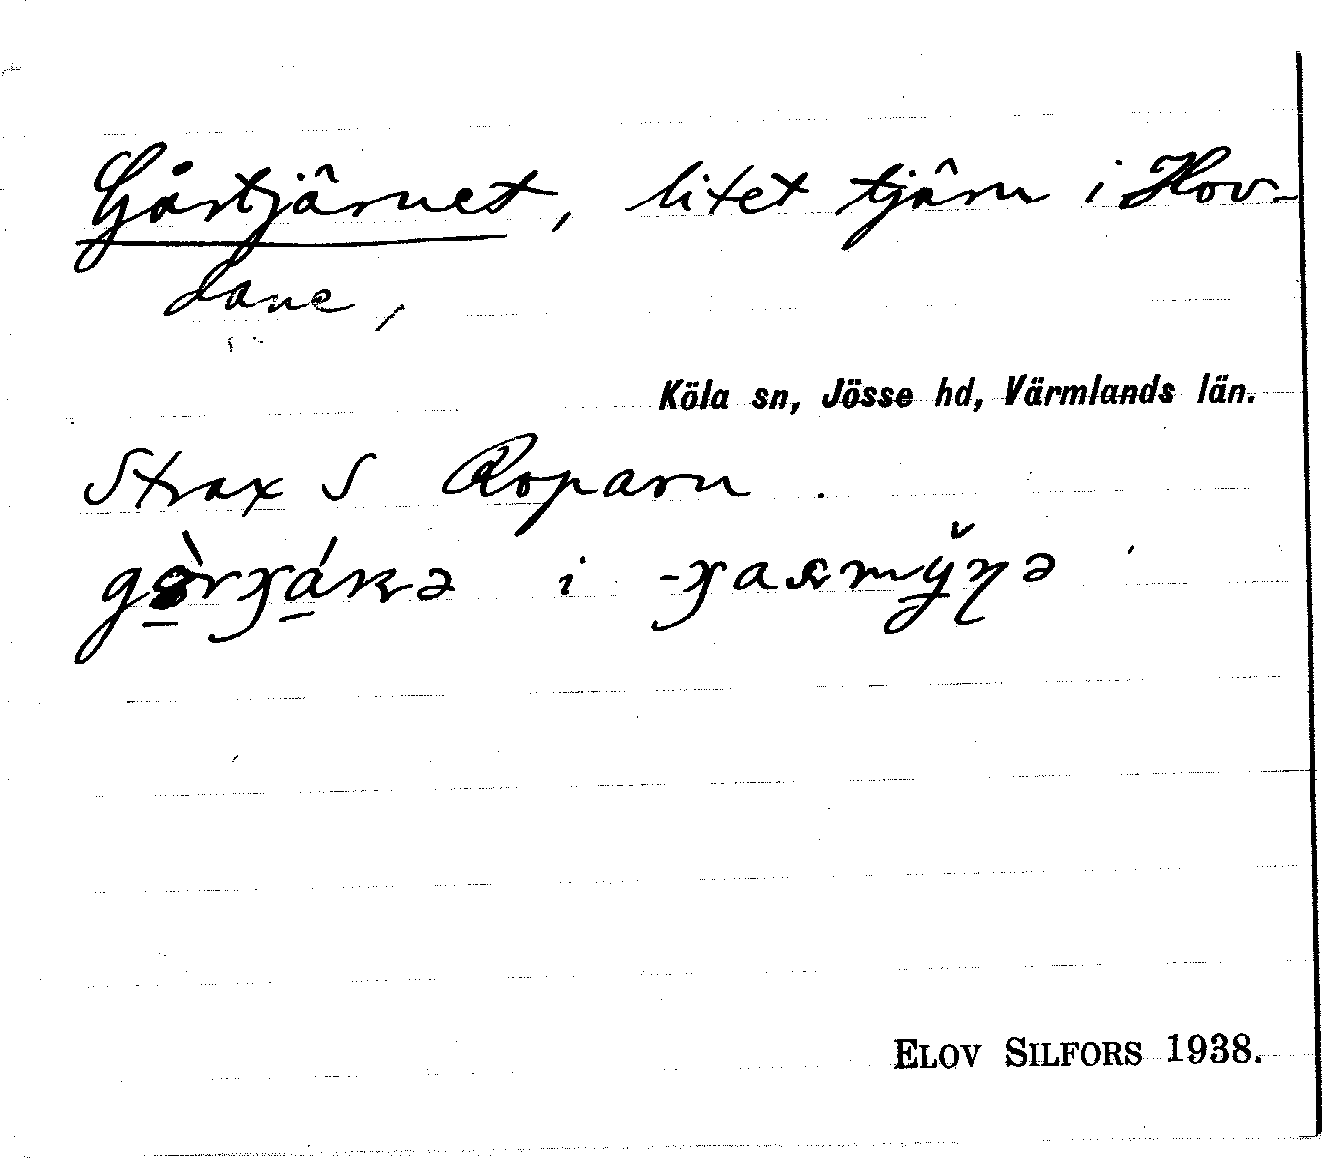 Gårtjärnet, litet tjärn i Hov-
dane,
Köla sn, Jösse hd, Värmlands län.
Strax S Roparn.
i
ELOV SILFORS 1938.